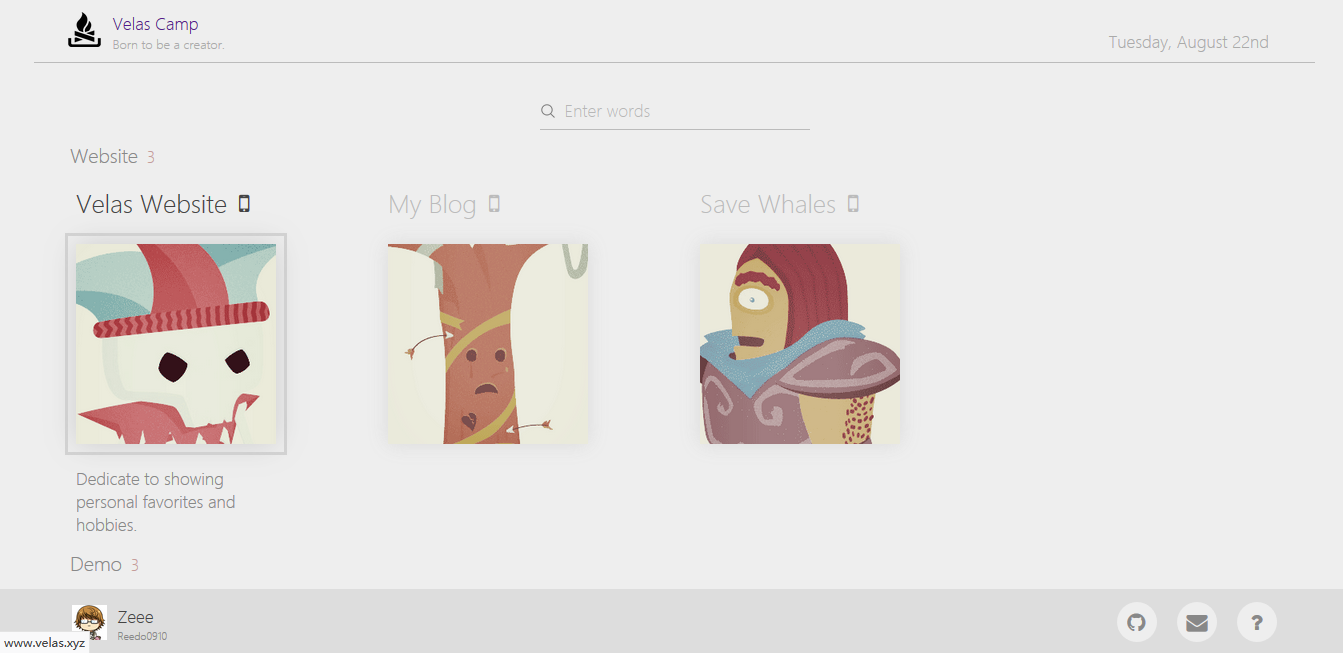 Velas Camp
Born to be a creator.
Tuesday, August 22nd
Enter words
Website 3
Velas Website
My Blog
Save Whales
Dedicate to showing
personal favorites and
hobbies.
Demo 3
Zeee
Reedo0910
?
www.velas.xyz